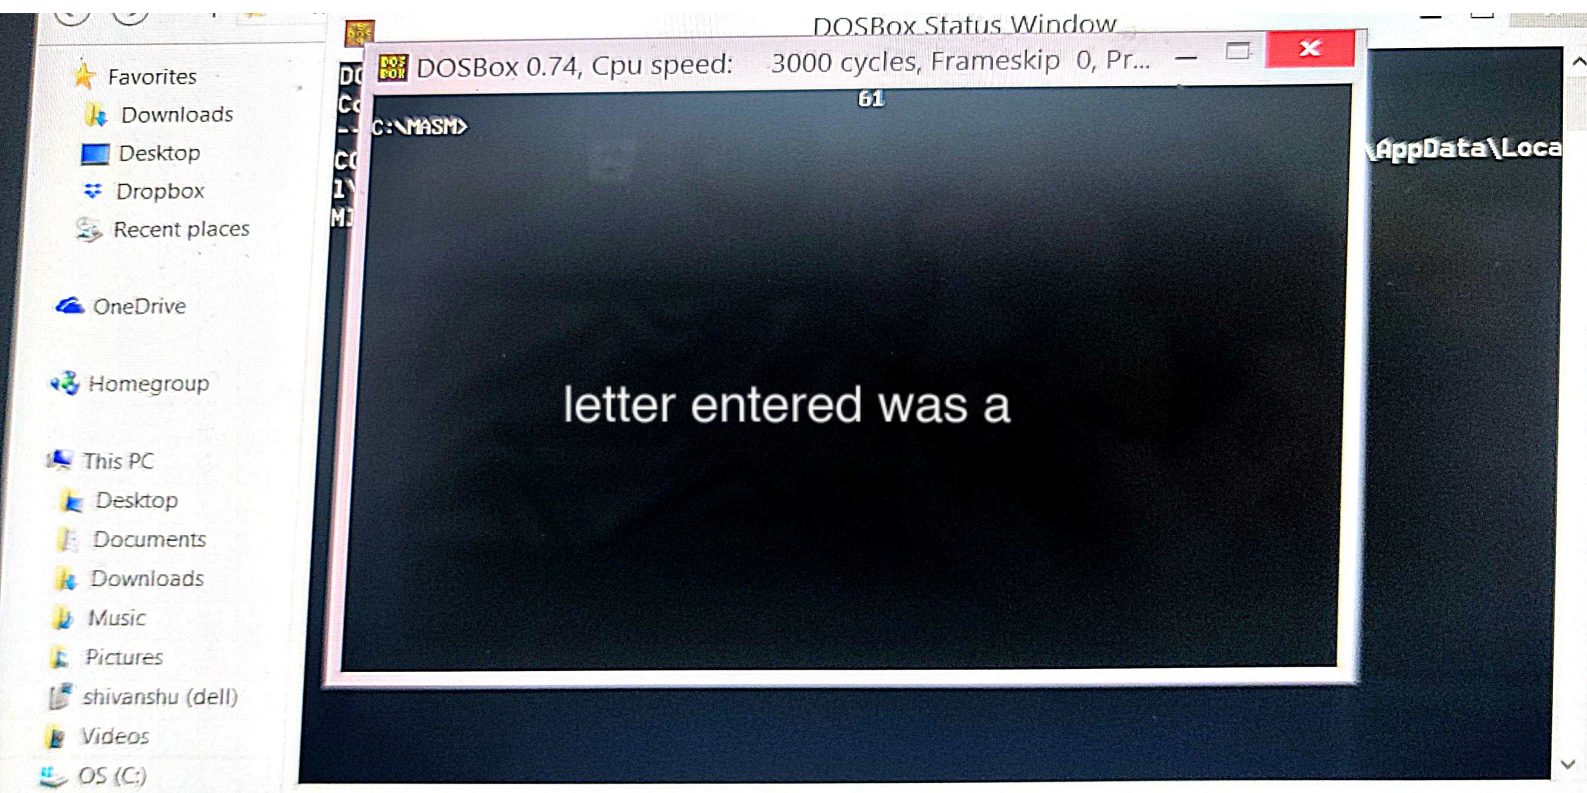 DOSBox Status Window
DOSBox 0.74, Cpu speed: 3000 cycles, Frameskip 0, Pr...
61
C:\MASM>
\AppData\Loca
letter entered was a
Favorites
Downloads
Desktop
Dropbox
Recent places
OneDrive
Homegroup
This PC
Desktop
Documents
Downloads
Music
Pictures
shivanshu (dell)
Videos
OS (C:)